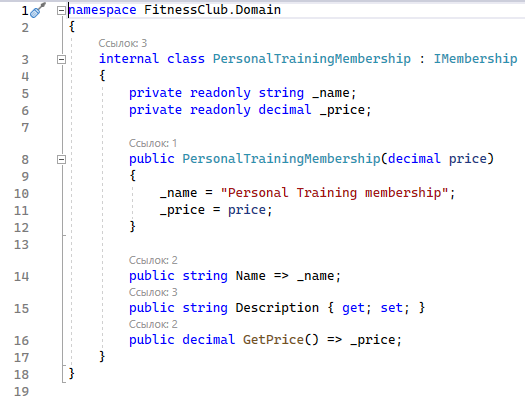 1 namespace FitnessClub.Domain
2 {
Ссылок: 3
3 internal class PersonalTrainingMembership : IMembership
4 {
5 private readonly string _name;
6 private readonly decimal _price;
7
Ссылок: 1
8 public PersonalTrainingMembership(decimal price)
9 {
10 _name = "Personal Training membership";
11 _price = price;
12 }
13
Ссылок: 2
14 public string Name => _name;
Ссылок: 3
15 public string Description { get; set; }
Ссылок: 2
16 public decimal GetPrice() => _price;
17 }
18 }
19